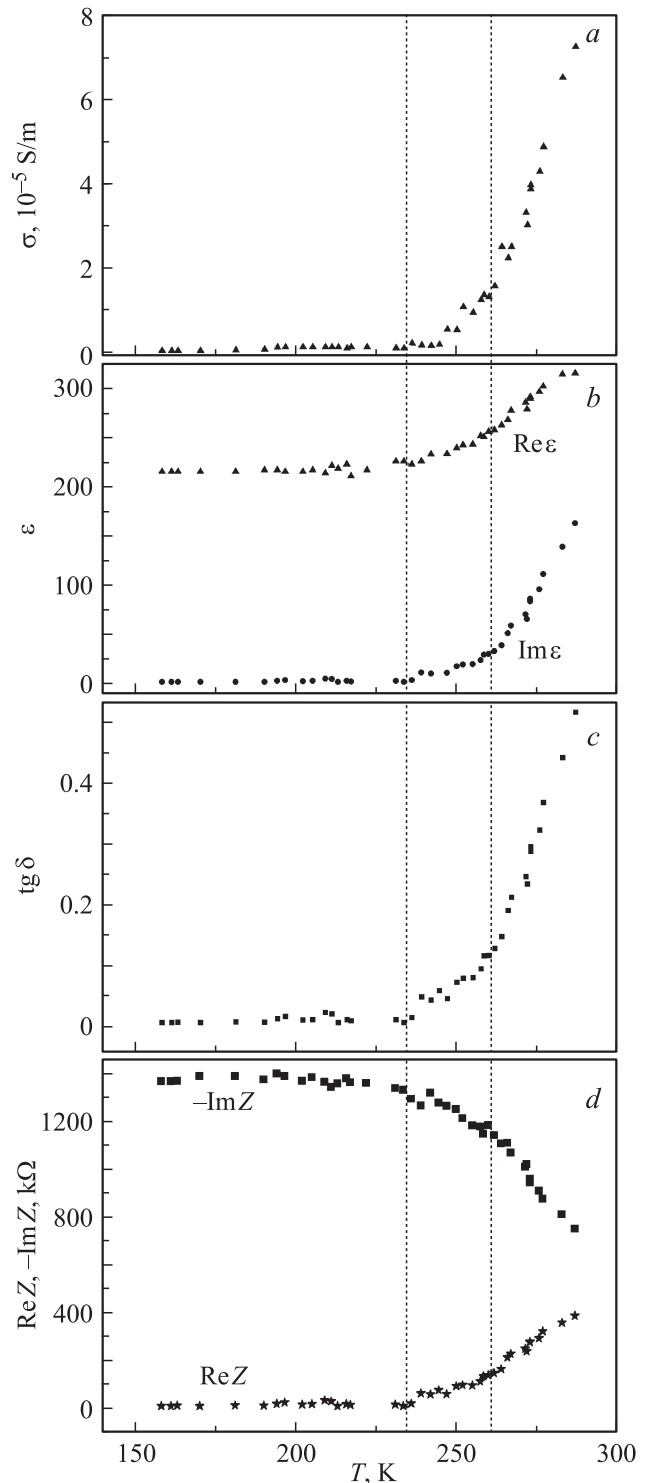 8
a
6
4
2
0
σ, 10⁻⁵ S/m
300
b
Reε
200
100
Imε
0
ε
c
0.4
0.2
0
tg δ
d
1200
–ImZ
800
400
ReZ
0
ReZ, –ImZ, kΩ
150 200 250 300
T, K